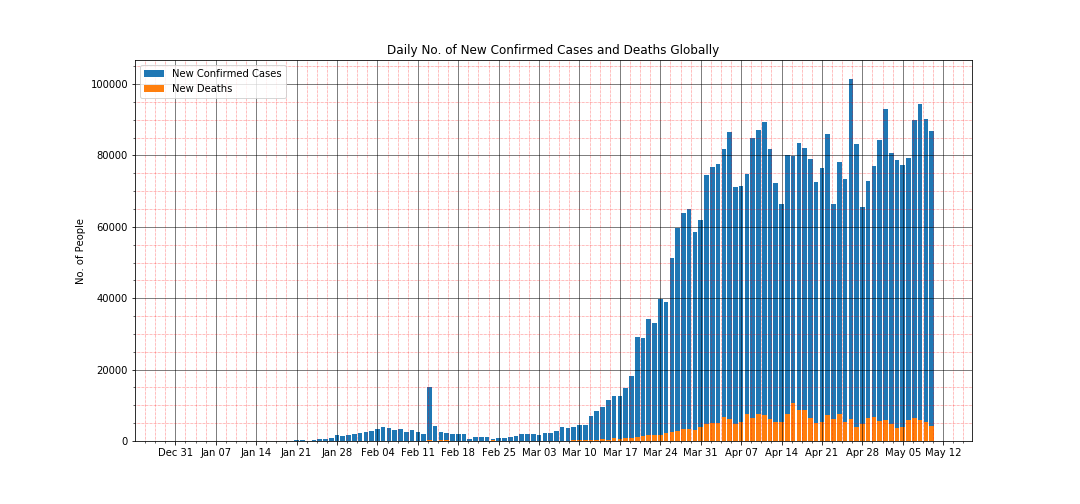 Daily No. of New Confirmed Cases and Deaths Globally
New Confirmed Cases
New Deaths
No. of People
100000
80000
60000
40000
20000
0
Dec 31 Jan 07 Jan 14 Jan 21 Jan 28 Feb 04 Feb 11 Feb 18 Feb 25 Mar 03 Mar 10 Mar 17 Mar 24 Mar 31 Apr 07 Apr 14 Apr 21 Apr 28 May 05 May 12